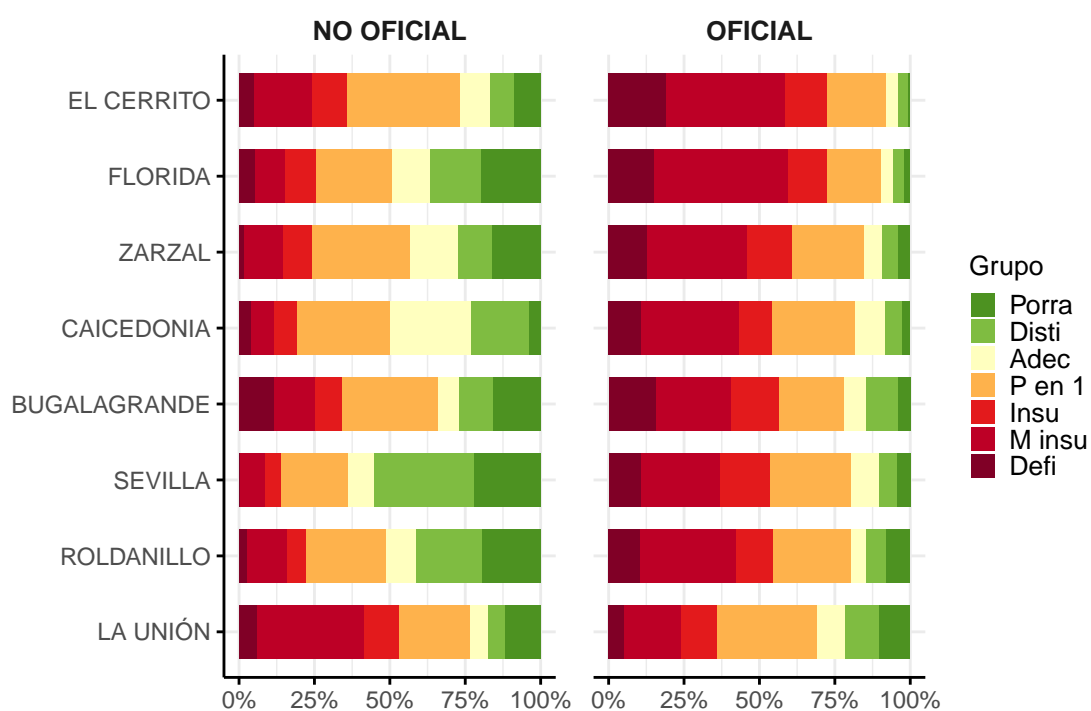 NO OFICIAL
OFICIAL
EL CERRITO
FLORIDA
ZARZAL
CAICEDONIA
BUGALAGRANDE
SEVILLA
ROLDANILLO
LA UNIÓN
0% 25% 50% 75% 100%
0% 25% 50% 75% 100%
Grupo
Porra
Disti
Adec
P en 1
Insu
M insu
Defi